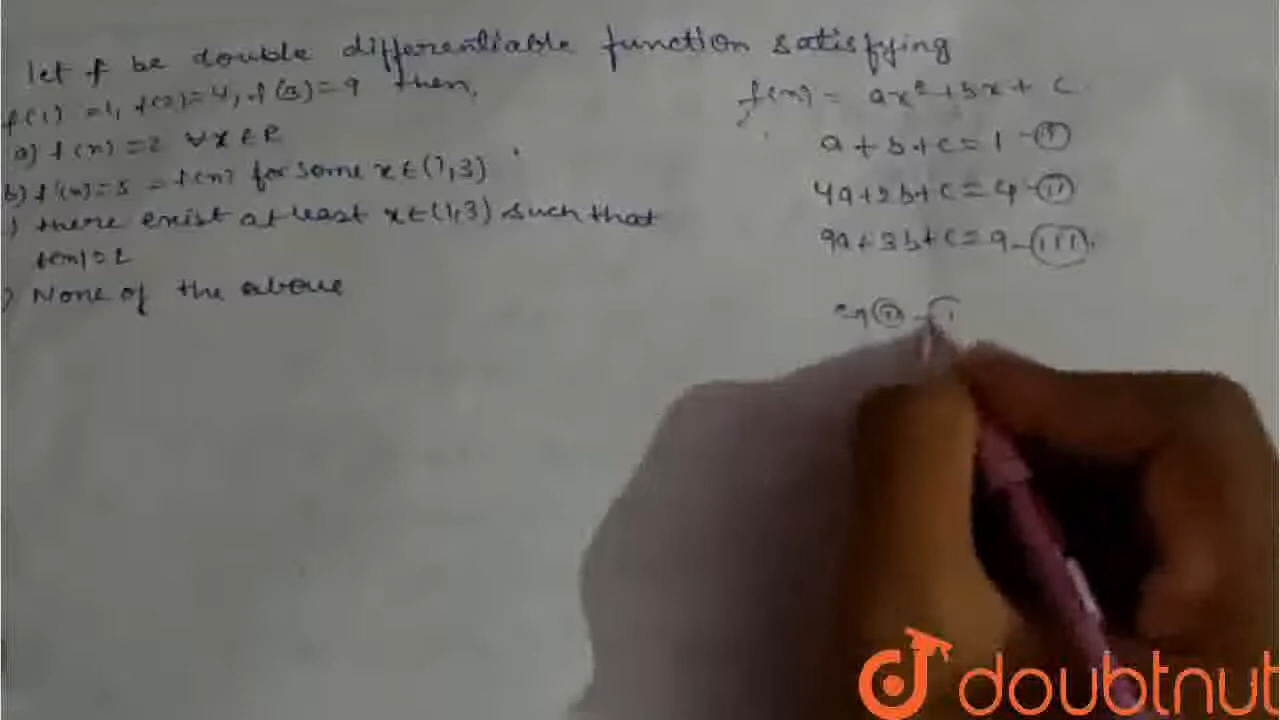 let f be double differentiable function satisfying
f(1) = 1, f(2) = 4, f(3) = 9 then,
a) f(n) = 2 ∀ x ∈ R
b) f'(n) = 5 = f(n) for some x ∈ (1,3)
) there exist at least x ∈ (1,3) such that
f(n) = 2
) None of the above
f(n) = ax² + bx + c
a + b + c = 1 - (I)
4a + 2b + c = 4 - (II)
9a + 3b + c = 9 - (III).
eq (II) - (I
doubtnut